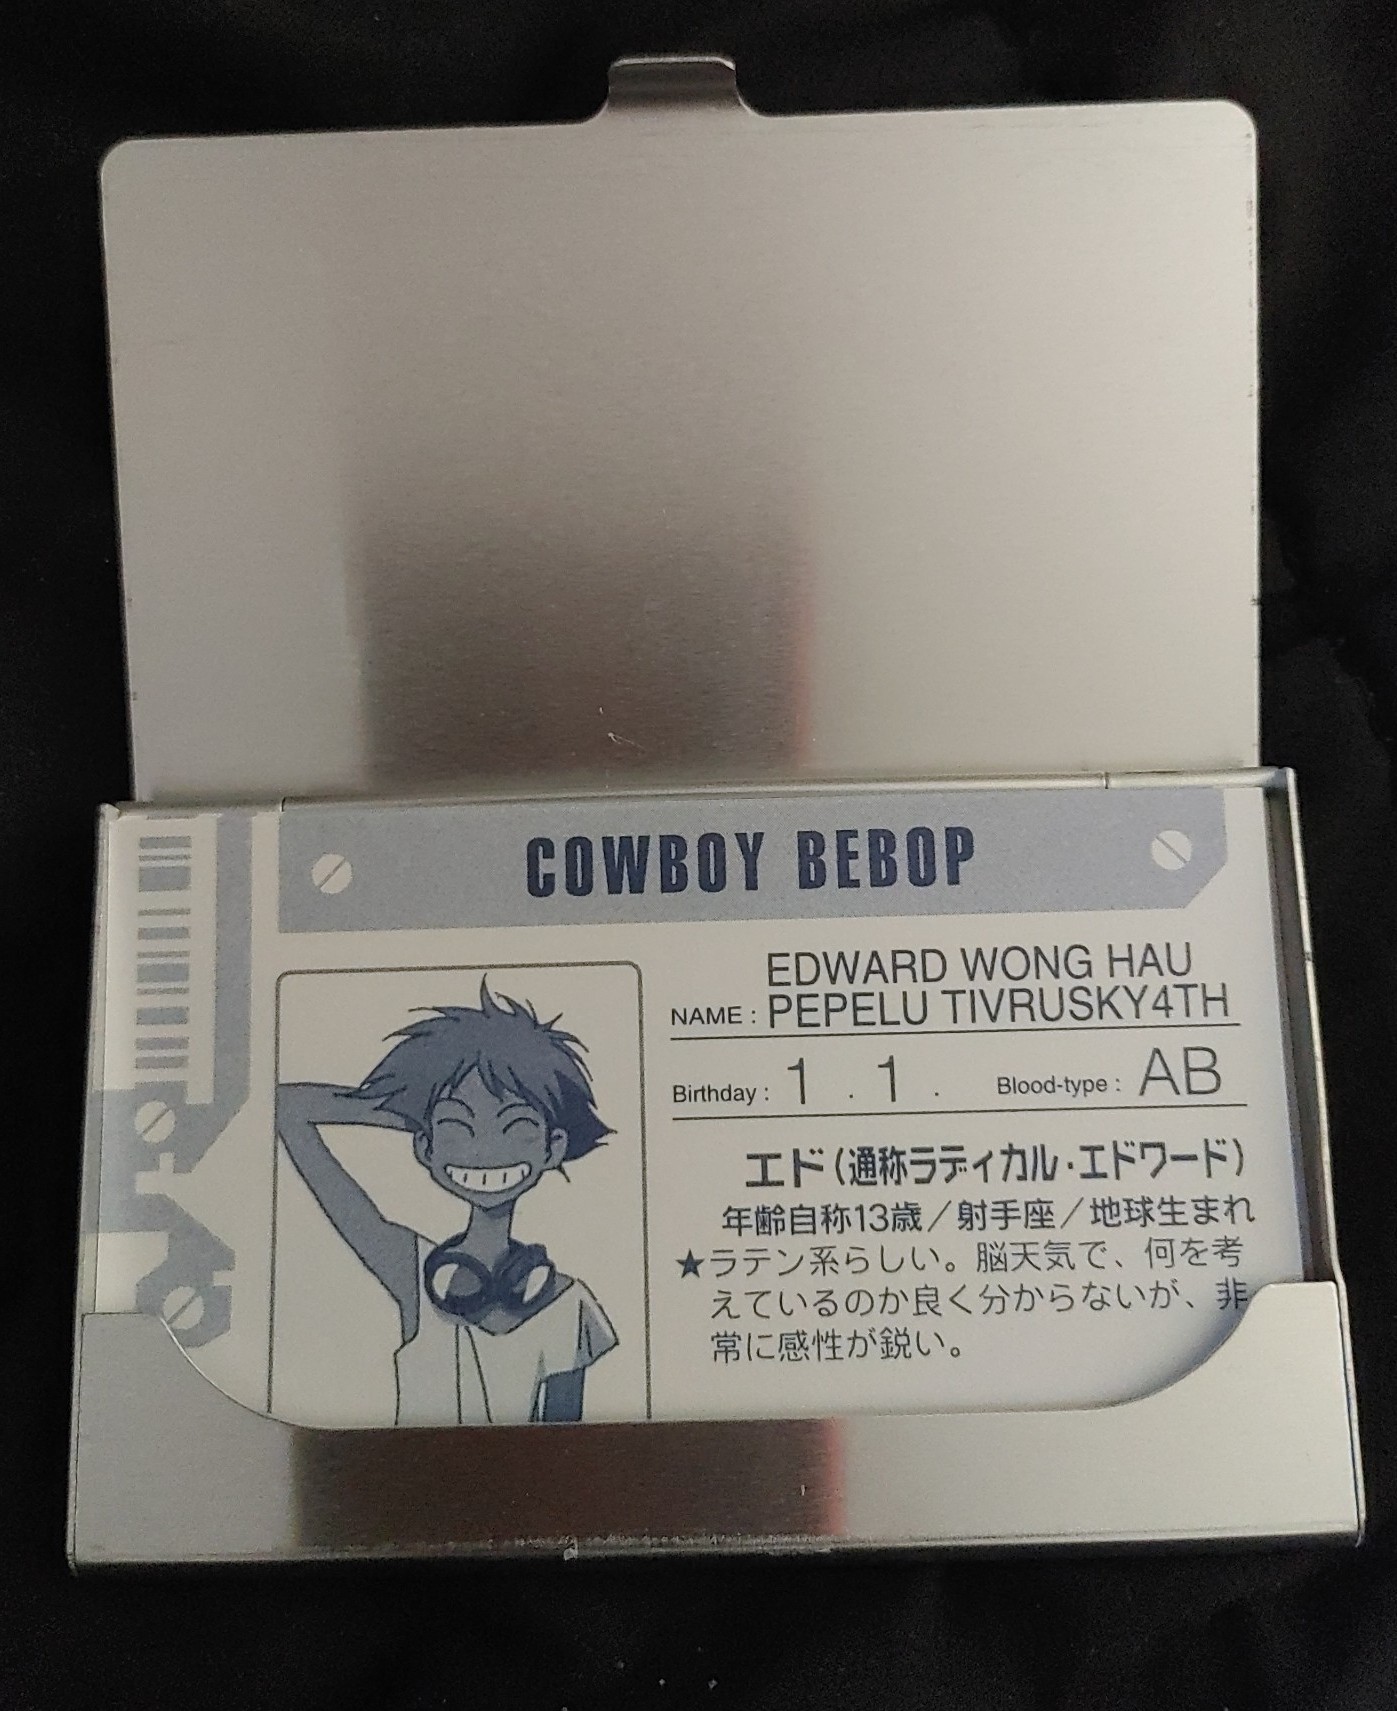 COWBOY BEBOP
EDWARD WONG HAU
NAME : PEPELU TIVRUSKY4TH
Birthday : 1 . 1 . Blood-type : AB
エド(通称ラディカル・エドワード)
年齢自称13歳/射手座/地球生まれ
★ラテン系らしい。脳天気で、何を考
えているのか良く分からないが、非
常に感性が鋭い。